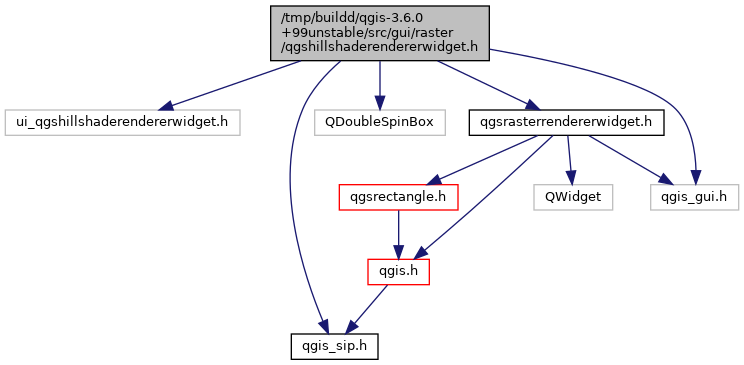 /tmp/buildd/qgis-3.6.0
+99unstable/src/gui/raster
/qgshillshaderendererwidget.h
ui_qgshillshaderendererwidget.h
QDoubleSpinBox
qgsrasterrendererwidget.h
qgsrectangle.h
QWidget
qgis_gui.h
qgis.h
qgis_sip.h